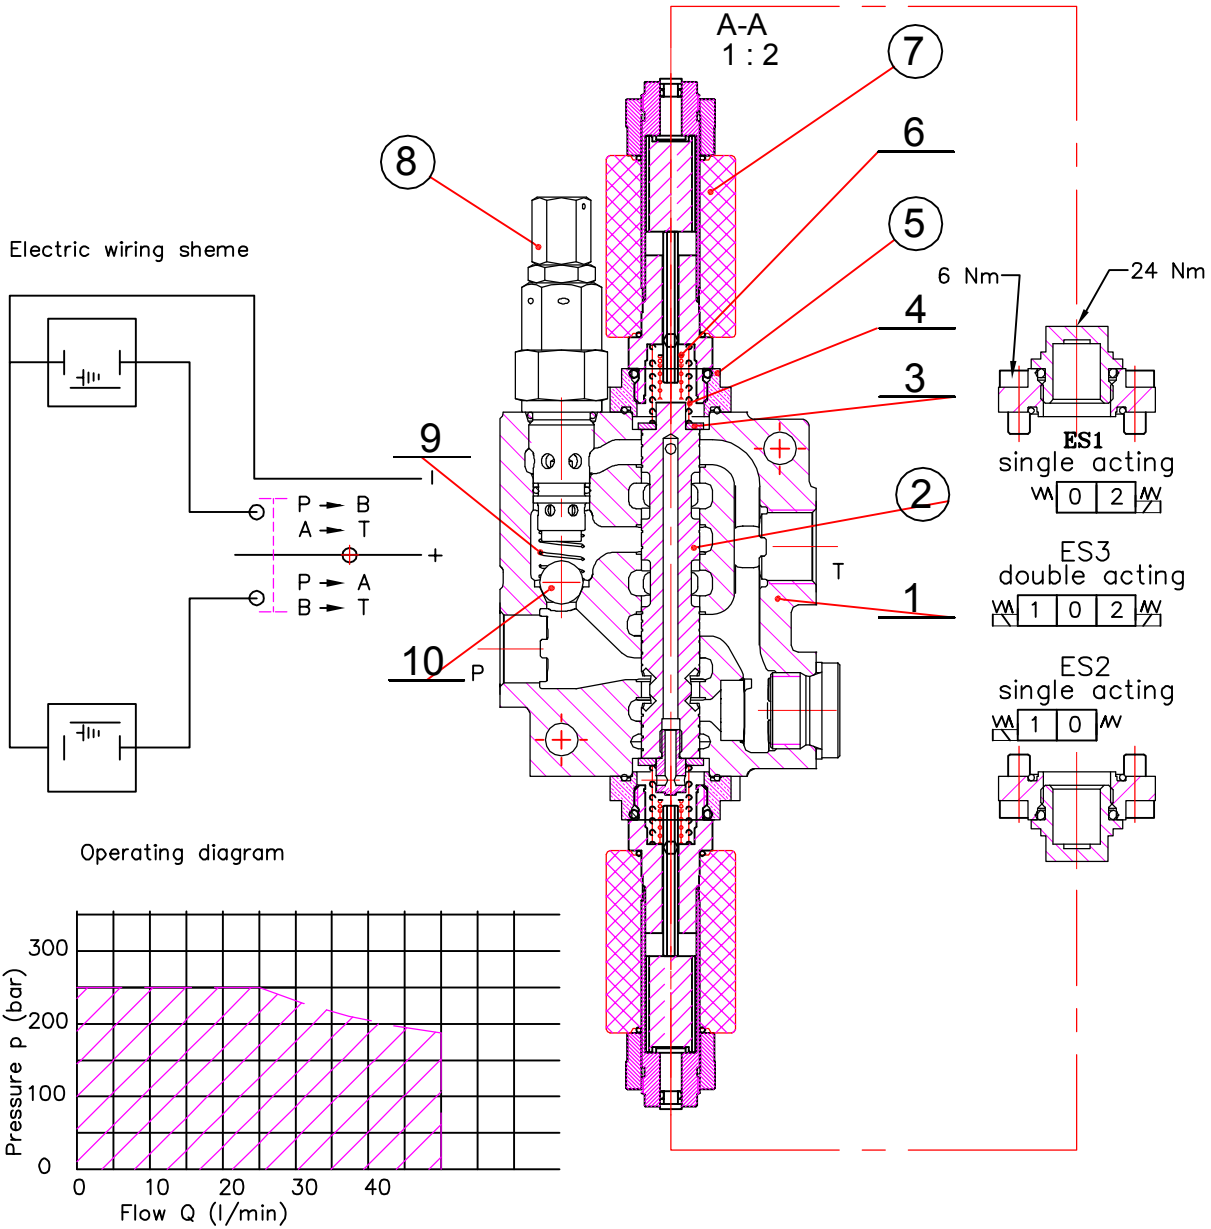 A-A
1 : 2
7
6
8
5
Electric wiring sheme
6 Nm
24 Nm
4
3
ES1
single acting
9
0 2
2
P → B
A → T
+
ES3
double acting
T
P → A
B → T
1 0 2
1
10
P
ES2
single acting
1 0
Operating diagram
300
200
100
0
Pressure p (bar)
0 10 20 30 40
Flow Q (l/min)